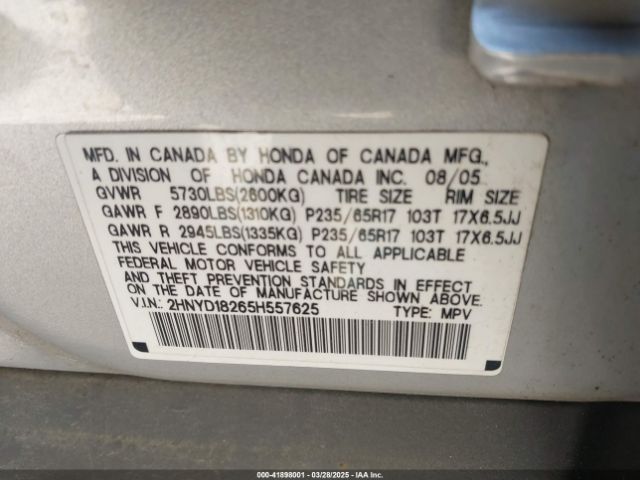 MFD. IN CANADA BY HONDA OF CANADA MFG.,
A DIVISION OF HONDA CANADA INC. 08/05
GVWR 5730LBS(2600KG) TIRE SIZE RIM SIZE
GAWR F 2890LBS(1310KG) P235/65R17 103T 17X6.5JJ
GAWR R 2945LBS(1335KG) P235/65R17 103T 17X6.5JJ
THIS VEHICLE CONFORMS TO ALL APPLICABLE
FEDERAL MOTOR VEHICLE SAFETY
AND THEFT PREVENTION STANDARDS IN EFFECT
ON THE DATE OF MANUFACTURE SHOWN ABOVE.
V.I.N.: 2HNYD18265H557625 TYPE: MPV
000-41898001 | 03/28/2025 | IAAI.com